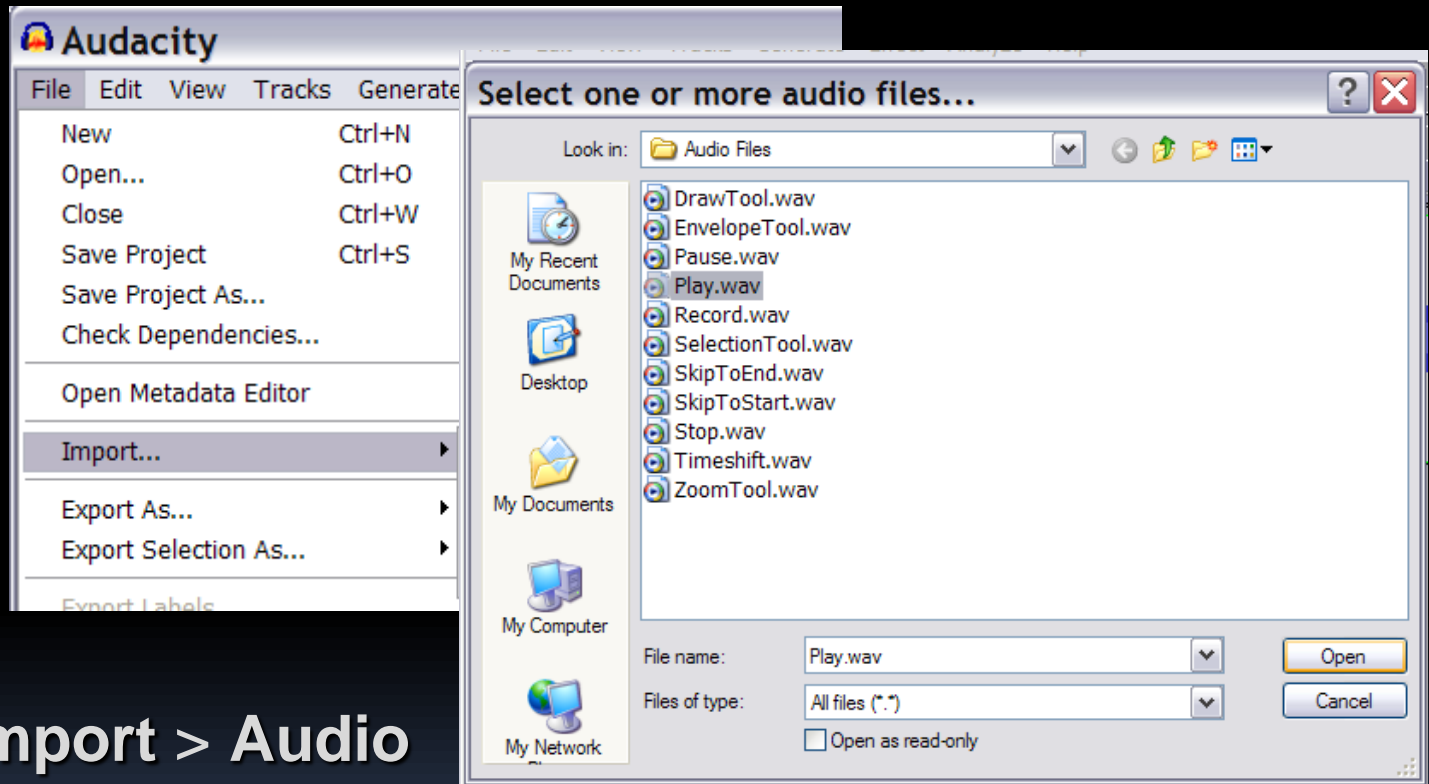 Audacity
File Edit View Tracks Generate
New Ctrl+N
Open... Ctrl+O
Close Ctrl+W
Save Project Ctrl+S
Save Project As...
Check Dependencies...
Open Metadata Editor
Import...
Export As...
Export Selection As...
Export Labels
Select one or more audio files...
Look in: Audio Files
My Recent
Documents
Desktop
My Documents
My Computer
My Network
DrawTool.wav
EnvelopeTool.wav
Pause.wav
Play.wav
Record.wav
SelectionTool.wav
SkipToEnd.wav
SkipToStart.wav
Stop.wav
Timeshift.wav
ZoomTool.wav
File name: Play.wav Open
Files of type: All files (*.*) Cancel
Open as read-only
mport > Audio